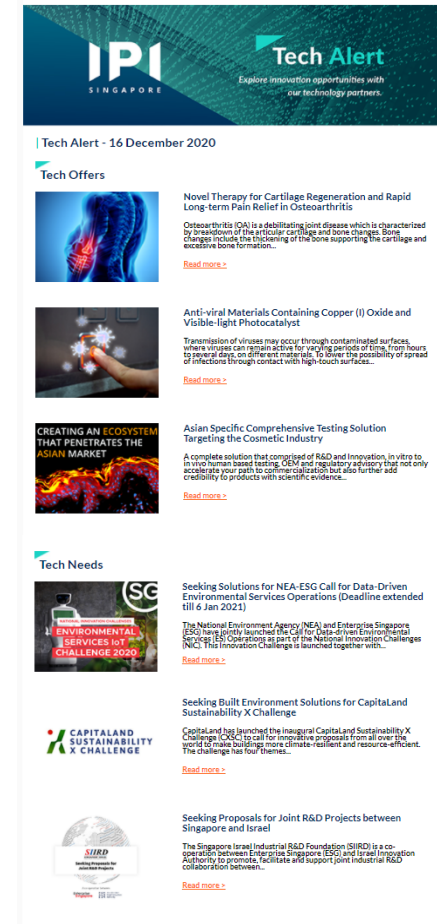 IPI
SINGAPORE
Tech Alert
Explore innovation opportunities with
our technology partners.
| Tech Alert - 16 December 2020
Tech Offers
Novel Therapy for Cartilage Regeneration and Rapid
Long-term Pain Relief in Osteoarthritis
Osteoarthritis (OA) is a debilitating joint disease which is characterized
by breakdown of the articular cartilage and bone changes. Bone
changes include the thickening of the bone supporting the cartilage and
excessive bone formation...
Read more >
Anti-viral Materials Containing Copper (I) Oxide and
Visible-light Photocatalyst
Transmission of viruses may occur through contaminated surfaces,
where viruses can remain active for varying periods of time, from hours
to several days, on different materials. To lower the possibility of spread
of infections through contact with high-touch surfaces...
Read more >
CREATING AN ECOSYSTEM
THAT PENETRATES THE
ASIAN MARKET
Asian Specific Comprehensive Testing Solution
Targeting the Cosmetic Industry
A complete solution that comprised of R&D and Innovation, in vitro to
in vivo human based testing, OEM and regulatory advisory that not only
accelerate your path to commercialization but also further add
credibility to products with scientific evidence...
Read more >
Tech Needs
SG
NATIONAL INNOVATION CHALLENGES
ENVIRONMENTAL
SERVICES IoT
CHALLENGE 2020
Seeking Solutions for NEA-ESG Call for Data-Driven
Environmental Services Operations (Deadline extended
till 6 Jan 2021)
The National Environment Agency (NEA) and Enterprise Singapore
(ESG) have jointly launched the Call for Data-driven Environmental
Services (ES) Operations as part of the National Innovation Challenges
(NIC). This Innovation Challenge is launched together with...
Read more >
CAPITALAND
SUSTAINABILITY
X CHALLENGE
Seeking Built Environment Solutions for CapitaLand
Sustainability X Challenge
CapitaLand has launched the inaugural CapitaLand Sustainability X
Challenge (CXSC) to call for innovative proposals from all over the
world to make buildings more climate-resilient and resource-efficient.
The challenge has four themes...
Read more >
SIIRD
Seeking Proposals for
Joint R&D Projects
Seeking Proposals for Joint R&D Projects between
Singapore and Israel
The Singapore Israel Industrial R&D Foundation (SIIRD) is a co-
operation between Enterprise Singapore (ESG) and Israel Innovation
Authority to promote, facilitate and support joint industrial R&D
collaboration between...
Read more >